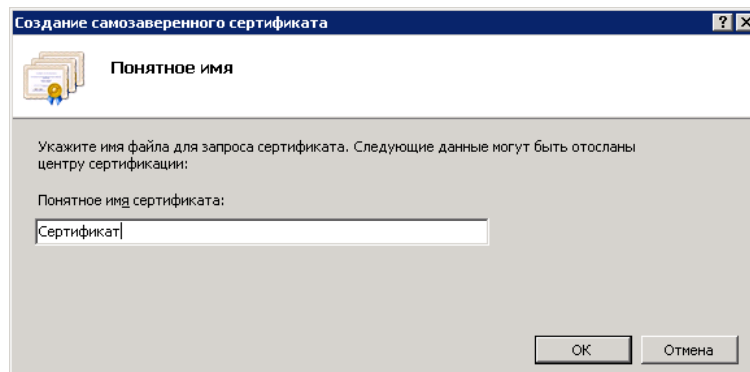 Создание самозаверенного сертификата
Понятное имя
Укажите имя файла для запроса сертификата. Следующие данные могут быть отосланы
центру сертификации:
Понятное имя сертификата:
Сертификат
ОК
Отмена